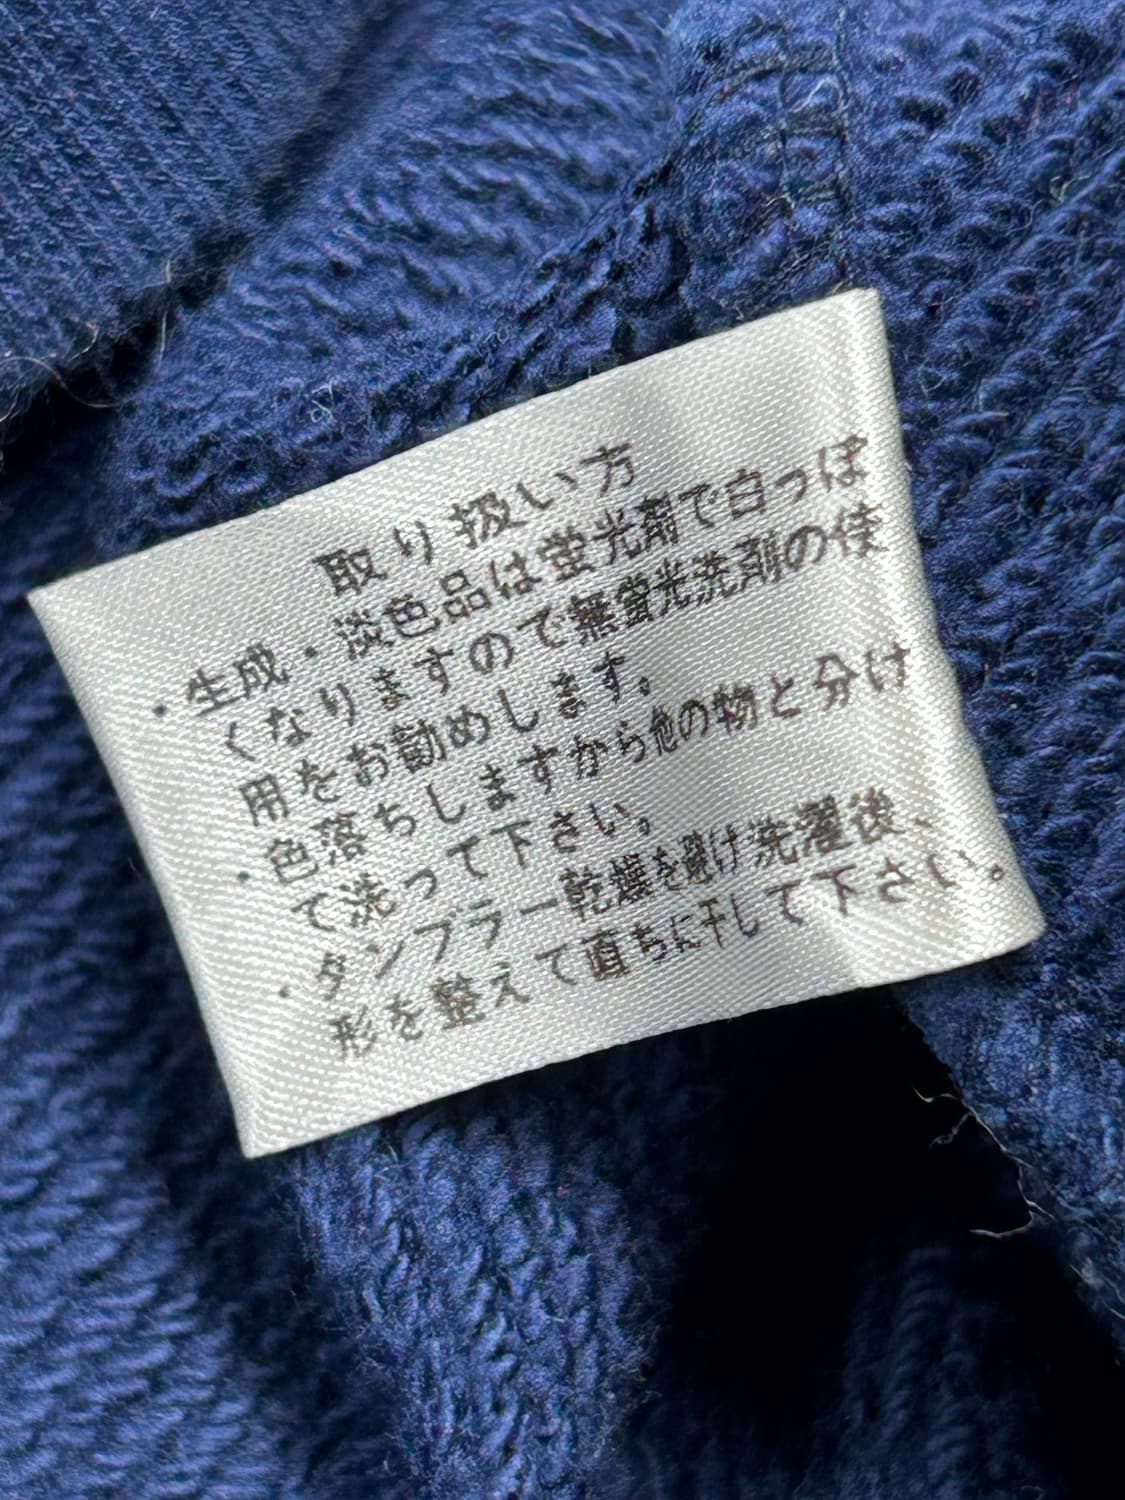 取り扱い方
・生成・淡色品は蛍光剤で白っぽ
くなりますので無蛍光洗剤の使
用をお勧めします。
・色落ちしますから他の物と分け
て洗って下さい。
・タンブラー乾燥を避け洗濯後、
形を整えて直ちに干して下さい。